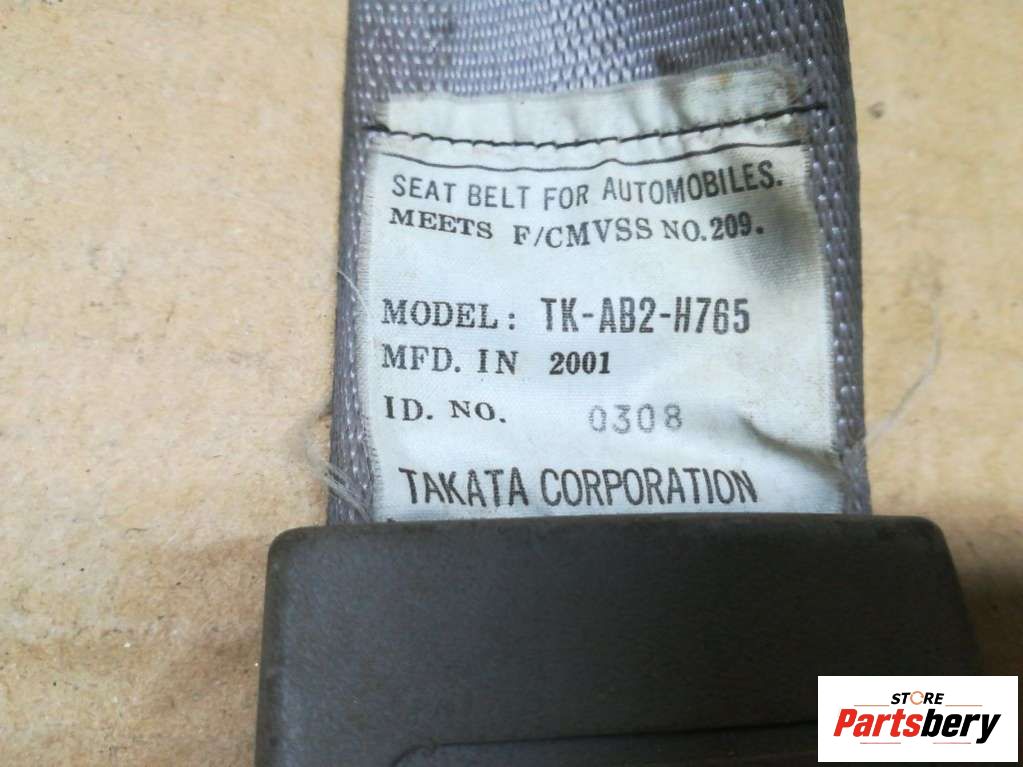 SEAT BELT FOR AUTOMOBILES.
MEETS F/CMVSS NO.209.
MODEL: TK-AB2-H765
MFD. IN 2001
ID. NO. 0308
TAKATA CORPORATION
STORE
Partsbery